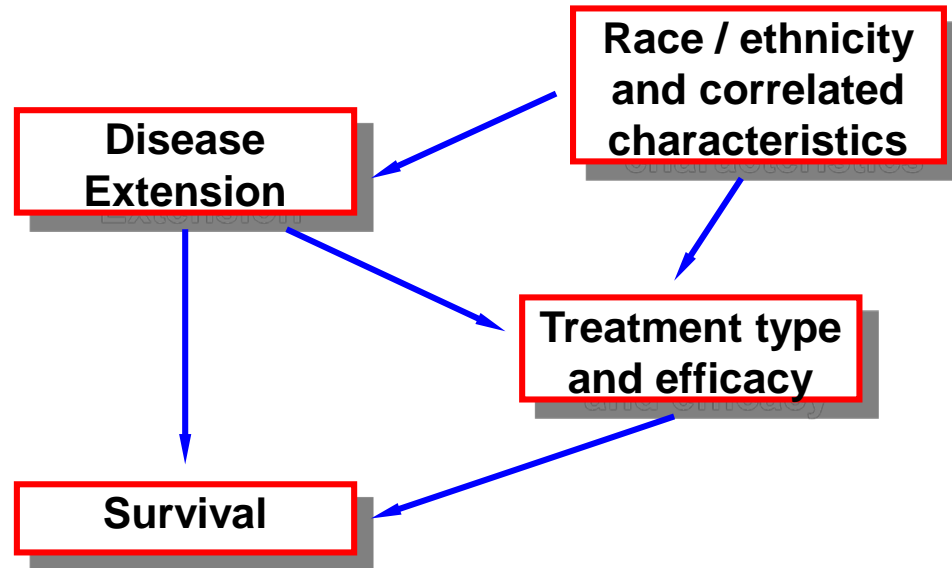 Race / ethnicity
and correlated
characteristics
Disease
Extension
Treatment type
and efficacy
Survival